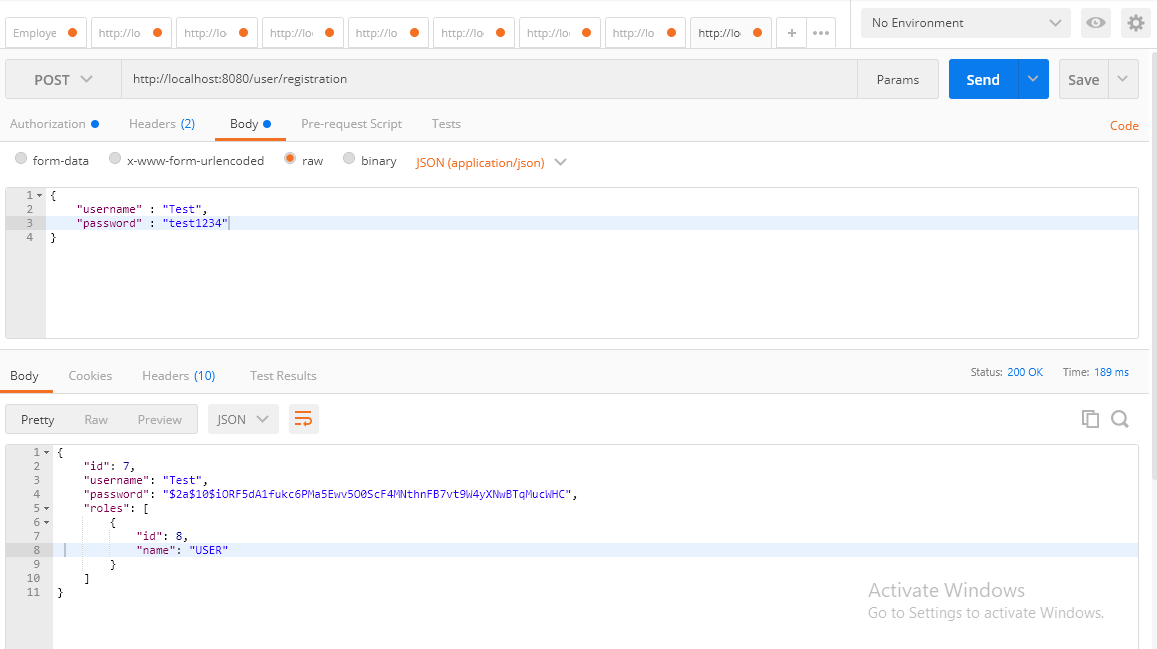 Employe http://lo http://lo http://lo http://lo http://lo http://lo http://lo http://lo + ••• No Environment
POST http://localhost:8080/user/registration Params Send Save
Authorization Headers (2) Body Pre-request Script Tests Code
form-data x-www-form-urlencoded raw binary JSON (application/json)
1 {
2 "username" : "Test",
3 "password" : "test1234"
4 }
Body Cookies Headers (10) Test Results Status: 200 OK Time: 189 ms
Pretty Raw Preview JSON
1 {
2 "id": 7,
3 "username": "Test",
4 "password": "$2a$10$iORF5dA1fukc6PMa5Ewv5O0ScF4MNthnFB7vt9W4yXNwBTqMucWHC",
5 "roles": [
6 {
7 "id": 8,
8 "name": "USER"
9 }
10 ]
11 }
Activate Windows
Go to Settings to activate Windows.